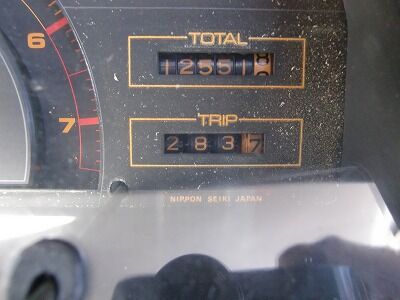 6
TOTAL
12551
7
TRIP
2837
NIPPON SEIKI JAPAN